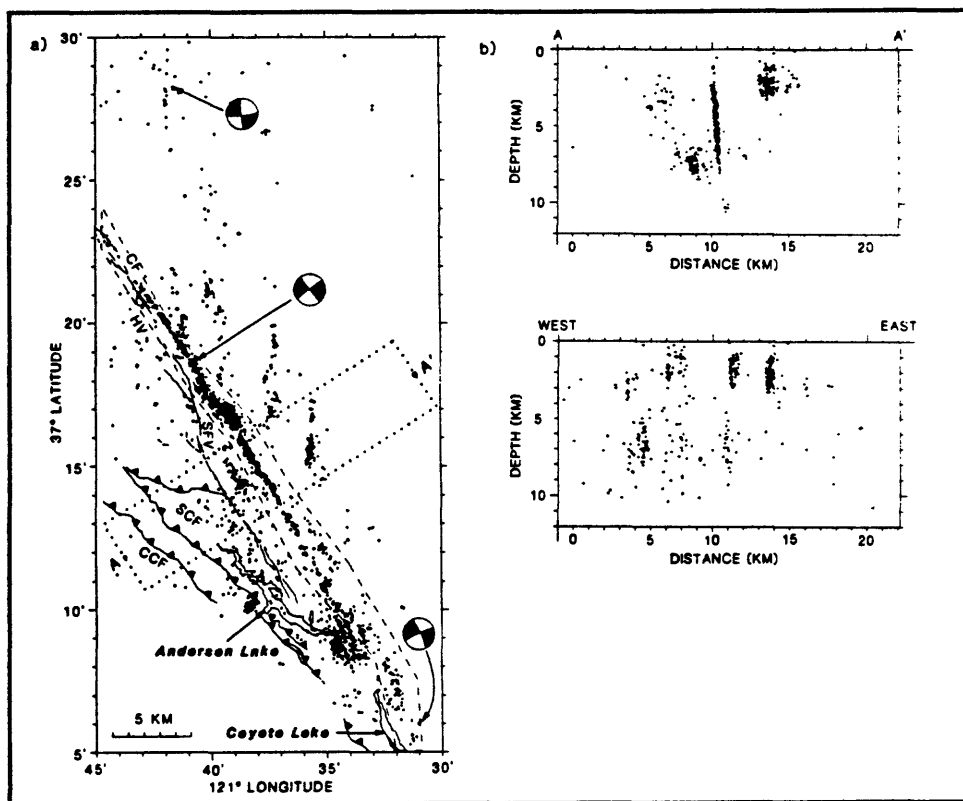 a)
30'
25'
20'
15'
10'
5'
37° LATITUDE
CF
HV
SFV
SCF
CCF
A
A'
Anderson Lake
Coyote Lake
5 KM
45'
40'
35'
30'
121° LONGITUDE
b)
A
A'
0
5
10
DEPTH (KM)
0
5
10
15
20
DISTANCE (KM)
WEST
EAST
0
5
10
DEPTH (KM)
0
5
10
15
20
DISTANCE (KM)